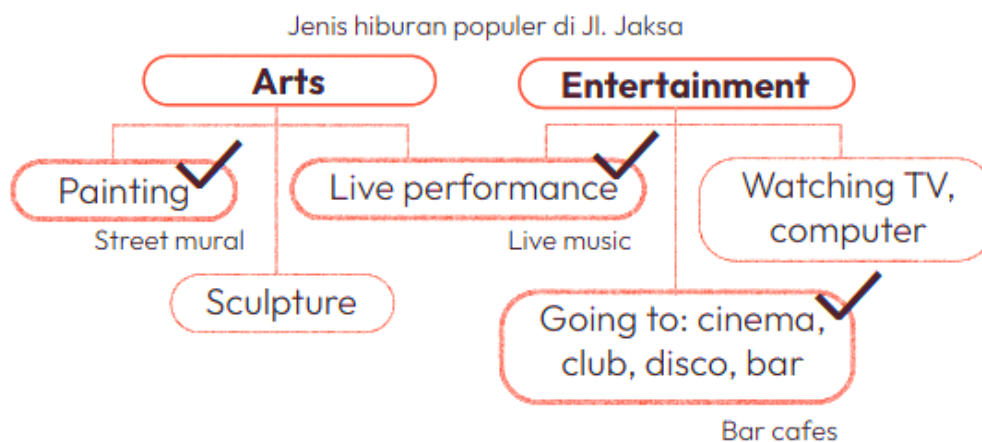 Jenis hiburan populer di Jl. Jaksa
Arts
Entertainment
Painting
Street mural
Live performance
Live music
Watching TV,
computer
Sculpture
Going to: cinema,
club, disco, bar
Bar cafes